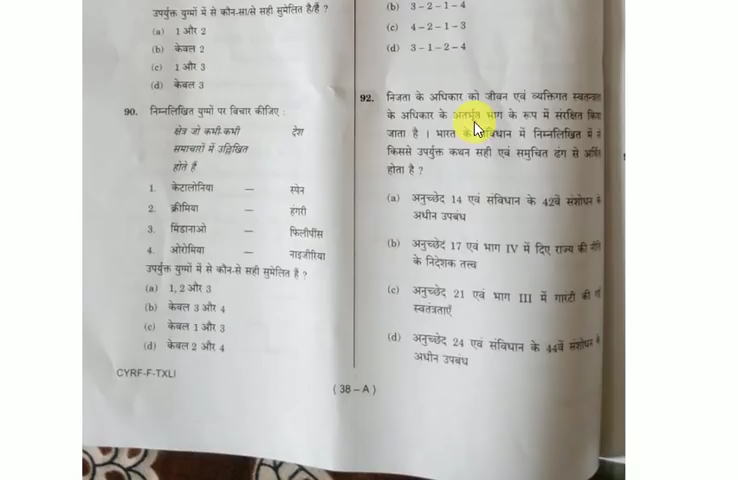 उपर्युक्त युग्मों में से कौन-सा/से सही सुमेलित है/हैं ?
(a) 1 और 2
(b) केवल 2
(c) 1 और 3
(d) केवल 3
90. निम्नलिखित युग्मों पर विचार कीजिए :
क्षेत्र जो कभी-कभी देश
समाचारों में उल्लिखित
होते हैं
1. केटालोनिया — स्पेन
2. क्रीमिया — हंगरी
3. मिंडानाओ — फिलीपींस
4. ओरोमिया — नाइजीरिया
उपर्युक्त युग्मों में से कौन-से सही सुमेलित हैं ?
(a) 1, 2 और 3
(b) केवल 3 और 4
(c) केवल 1 और 3
(d) केवल 2 और 4
CYRF-F-TXLI
(b) 3 – 2 – 1 – 4
(c) 4 – 2 – 1 – 3
(d) 3 – 1 – 2 – 4
92. निजता के अधिकार को जीवन एवं व्यक्तिगत स्वतन्त्रता
के अधिकार के अंतर्भूत भाग के रूप में संरक्षित किया
जाता है । भारत के संविधान में निम्नलिखित में से
किससे उपर्युक्त कथन सही एवं समुचित ढंग से अर्थित
होता है ?
(a) अनुच्छेद 14 एवं संविधान के 42वें संशोधन के
अधीन उपबंध
(b) अनुच्छेद 17 एवं भाग IV में दिए राज्य की नीति
के निदेशक तत्त्व
(c) अनुच्छेद 21 एवं भाग III में गारंटी की गई
स्वतंत्रताएँ
(d) अनुच्छेद 24 एवं संविधान के 44वें संशोधन के
अधीन उपबंध
( 38 – A )